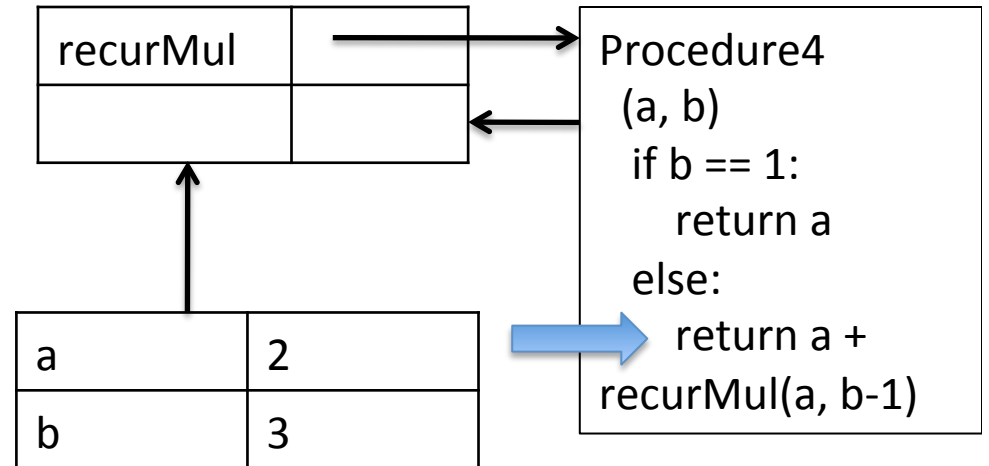 recurMul
Procedure4
(a, b)
if b == 1:
return a
else:
return a +
recurMul(a, b-1)
a 2
b 3